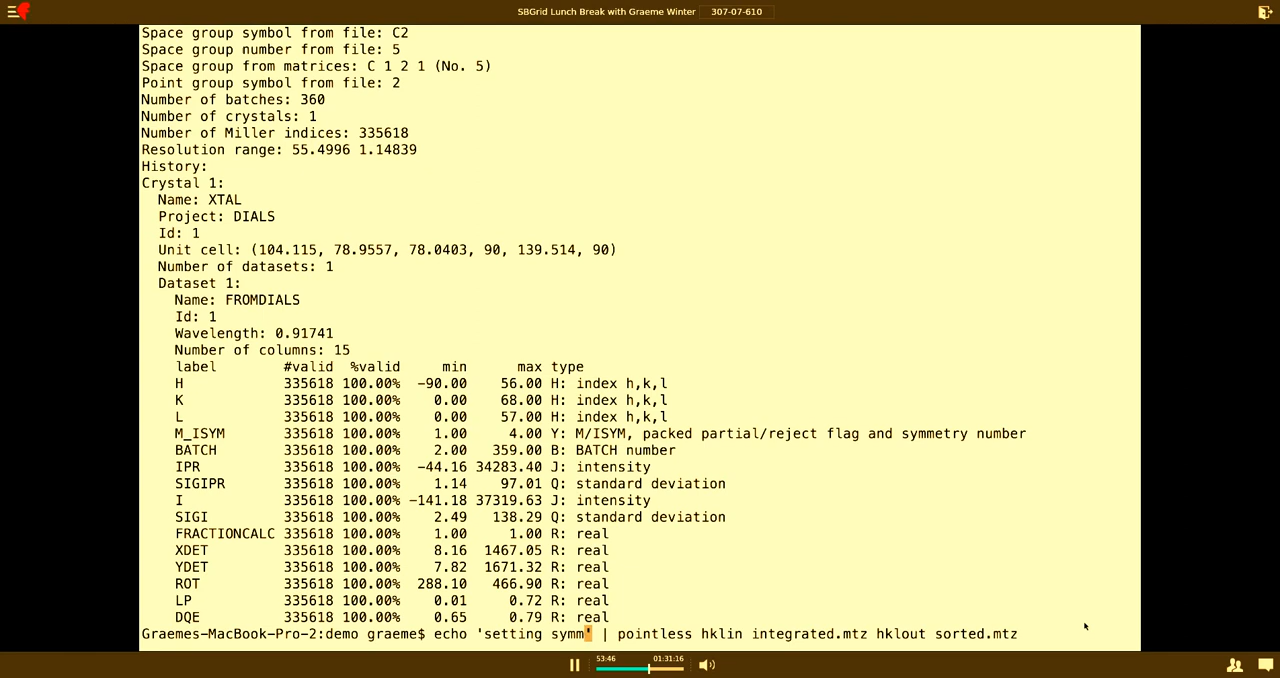 SBGrid Lunch Break with Graeme Winter 307-07-610
Space group symbol from file: C2
Space group number from file: 5
Space group from matrices: C 1 2 1 (No. 5)
Point group symbol from file: 2
Number of batches: 360
Number of crystals: 1
Number of Miller indices: 335618
Resolution range: 55.4996 1.14839
History:
Crystal 1:
Name: XTAL
Project: DIALS
Id: 1
Unit cell: (104.115, 78.9557, 78.0403, 90, 139.514, 90)
Number of datasets: 1
Dataset 1:
Name: FROMDIALS
Id: 1
Wavelength: 0.91741
Number of columns: 15
label #valid %valid min max type
H 335618 100.00% -90.00 56.00 H: index h,k,l
K 335618 100.00% 0.00 68.00 H: index h,k,l
L 335618 100.00% 0.00 57.00 H: index h,k,l
M_ISYM 335618 100.00% 1.00 4.00 Y: M/ISYM, packed partial/reject flag and symmetry number
BATCH 335618 100.00% 2.00 359.00 B: BATCH number
IPR 335618 100.00% -44.16 34283.40 J: intensity
SIGIPR 335618 100.00% 1.14 97.01 Q: standard deviation
I 335618 100.00% -141.18 37319.63 J: intensity
SIGI 335618 100.00% 2.49 138.29 Q: standard deviation
FRACTIONCALC 335618 100.00% 1.00 1.00 R: real
XDET 335618 100.00% 8.16 1467.05 R: real
YDET 335618 100.00% 7.82 1671.32 R: real
ROT 335618 100.00% 288.10 466.90 R: real
LP 335618 100.00% 0.01 0.72 R: real
DQE 335618 100.00% 0.65 0.79 R: real
Graemes-MacBook-Pro-2:demo graeme$ echo 'setting symm' | pointless hklin integrated.mtz hklout sorted.mtz
53:46 01:31:16